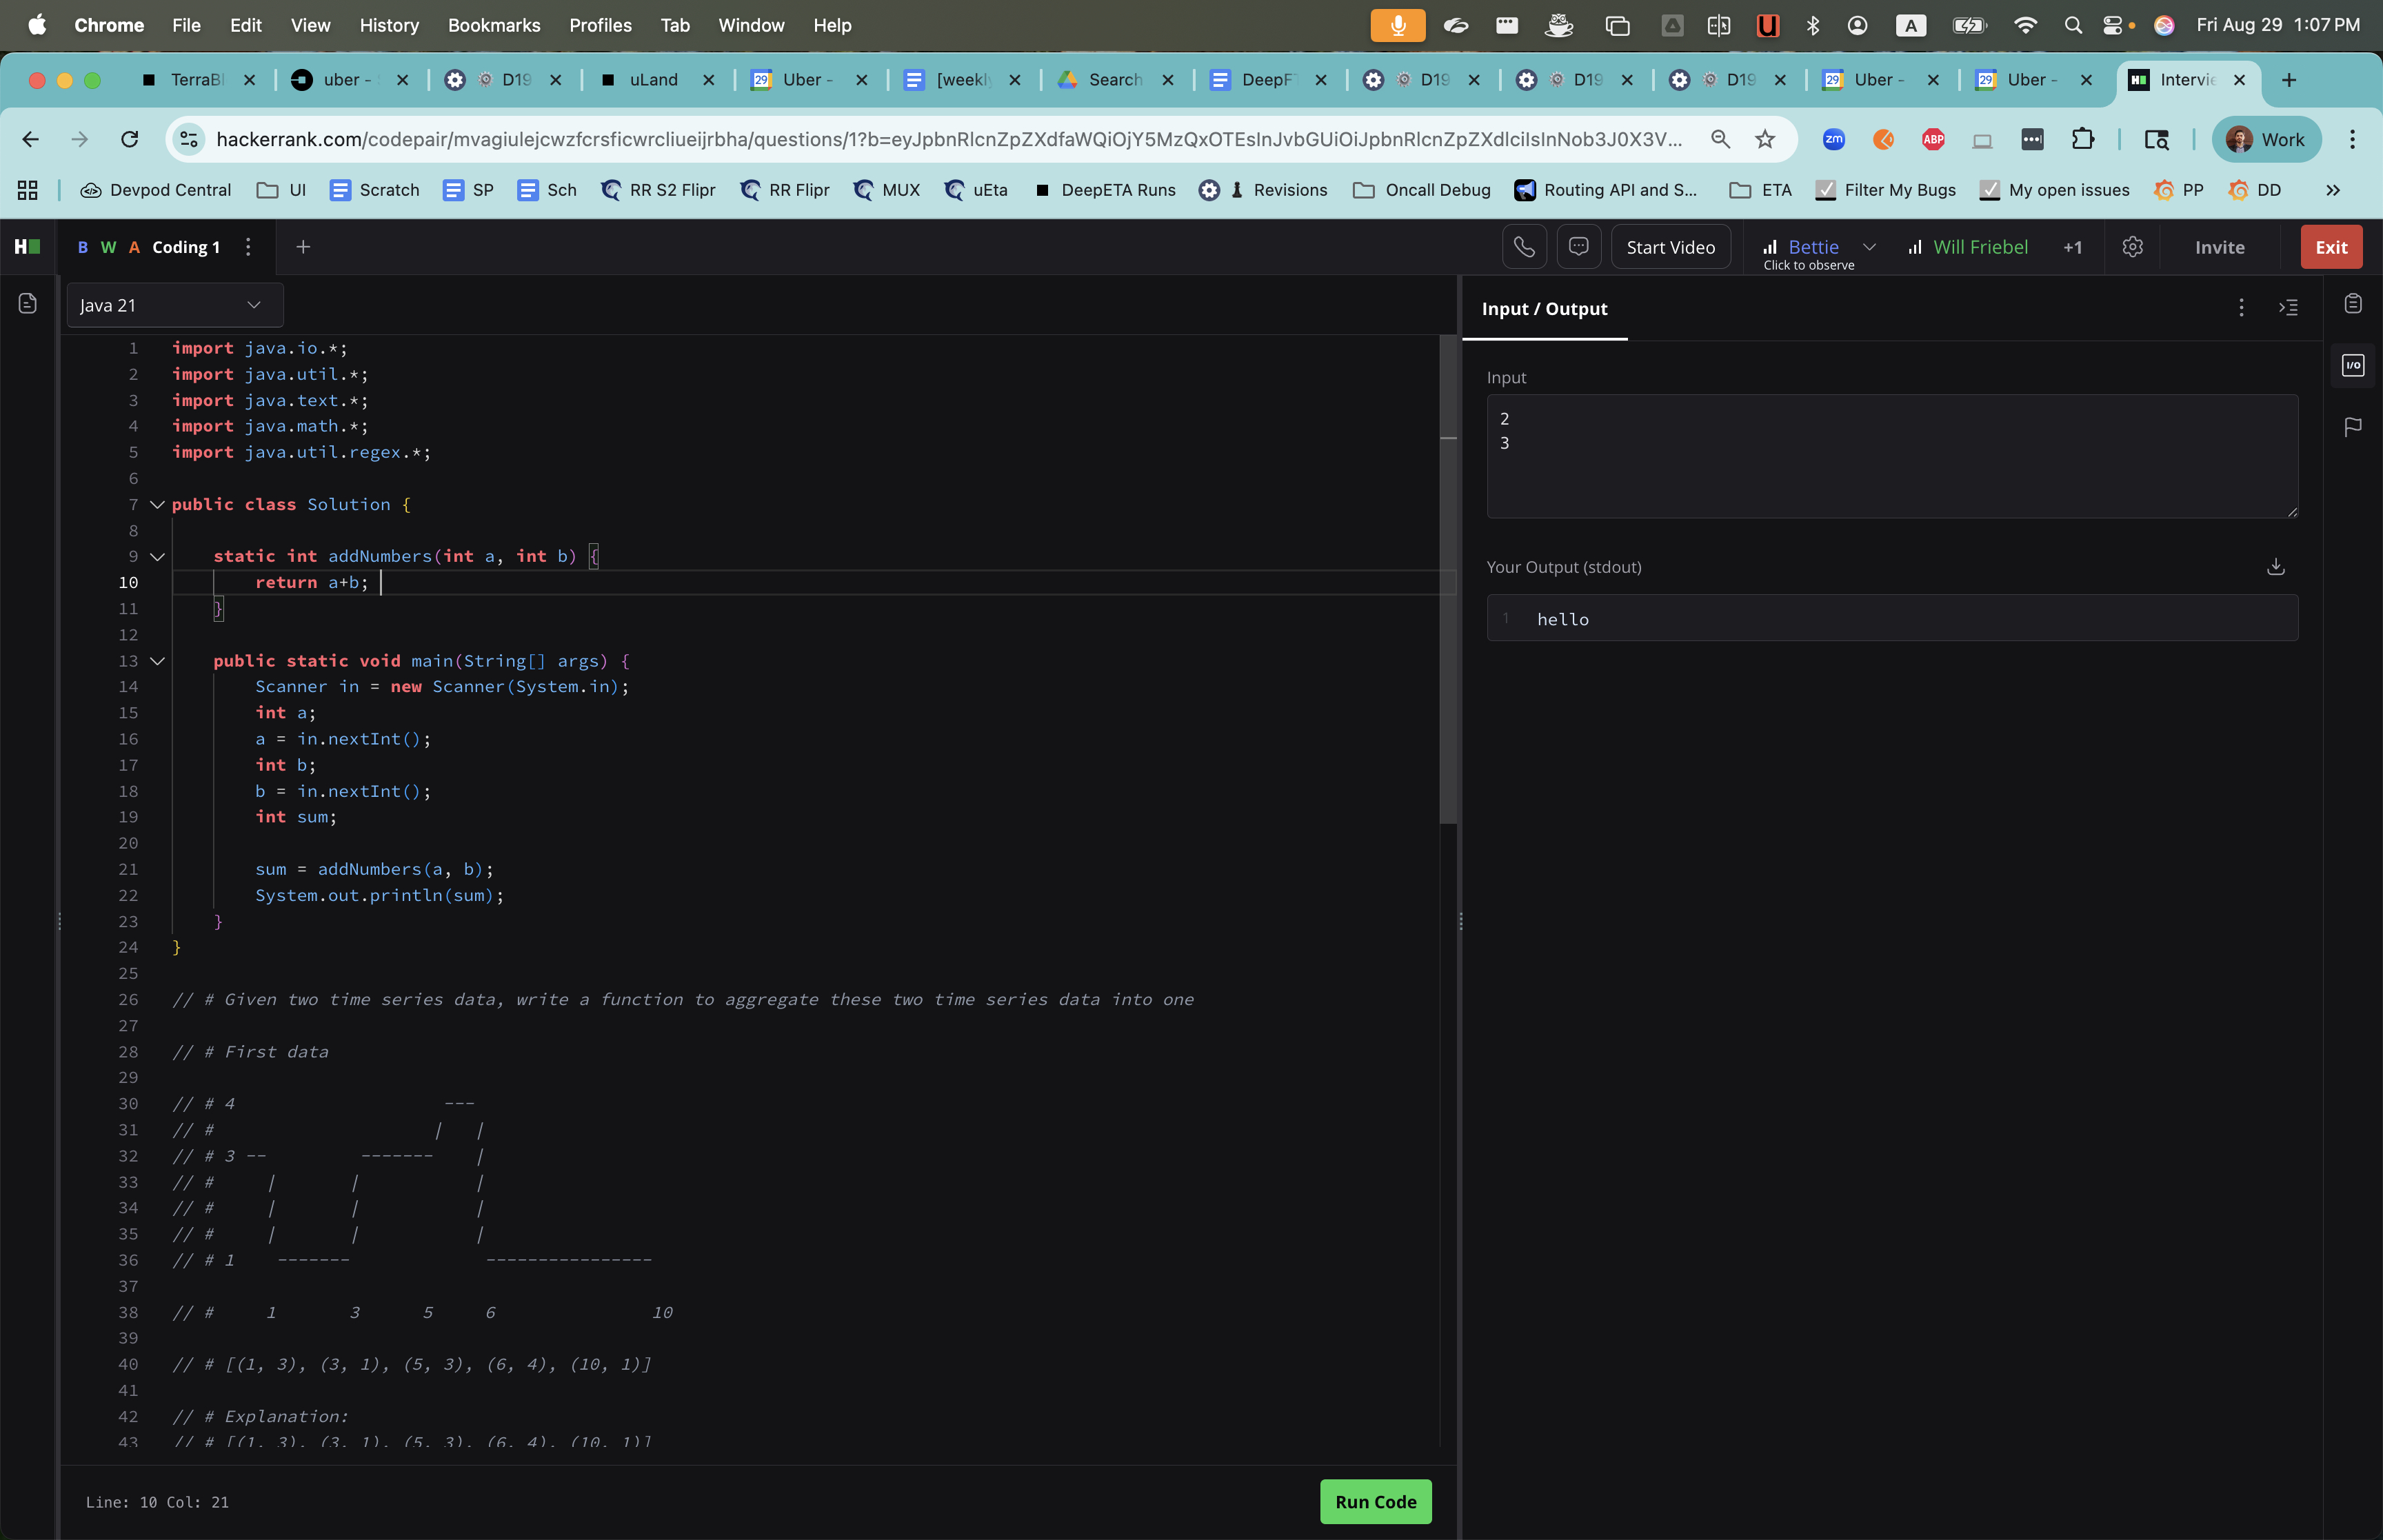 Chrome File Edit View History Bookmarks Profiles Tab Window Help A Fri Aug 29 1:07 PM
TerraBl uber - D19 uLand 29 Uber - [weekl Search DeepFT D19 D19 D19 29 Uber - 29 Uber - Intervie
hackerrank.com/codepair/mvagiulejcwzfcrsficwrcliueijrbha/questions/1?b=eyJpbnRlcnZpZXdfaWQiOjY5MzQxOTEsInJvbGUiOiJpbnRlcnZpZXdlciIsInNob3J0X3V... zm ABP Work
Devpod Central UI Scratch SP Sch RR S2 Flipr RR Flipr MUX uEta DeepETA Runs Revisions Oncall Debug Routing API and S... ETA Filter My Bugs My open issues PP DD
H B W A Coding 1 Start Video Bettie Will Friebel +1 Invite Exit
Click to observe
Java 21
Input / Output
1 import java.io.*;
2 import java.util.*;
3 import java.text.*;
4 import java.math.*;
5 import java.util.regex.*;
6
7 public class Solution {
8
9 static int addNumbers(int a, int b) {
10 return a+b;
11 }
12
13 public static void main(String[] args) {
14 Scanner in = new Scanner(System.in);
15 int a;
16 a = in.nextInt();
17 int b;
18 b = in.nextInt();
19 int sum;
20
21 sum = addNumbers(a, b);
22 System.out.println(sum);
23 }
24 }
25
26 // # Given two time series data, write a function to aggregate these two time series data into one
27
28 // # First data
29
30 // # 4 ---
31 // # | |
32 // # 3 -- ------- |
33 // # | | |
34 // # | | |
35 // # | | |
36 // # 1 ------- ----------------
37
38 // # 1 3 5 6 10
39
40 // # [(1, 3), (3, 1), (5, 3), (6, 4), (10, 1)]
41
42 // # Explanation:
43 // # [(1, 3), (3, 1), (5, 3), (6, 4), (10, 1)]
Line: 10 Col: 21
Run Code
Input
2
3
Your Output (stdout)
1 hello
I/O